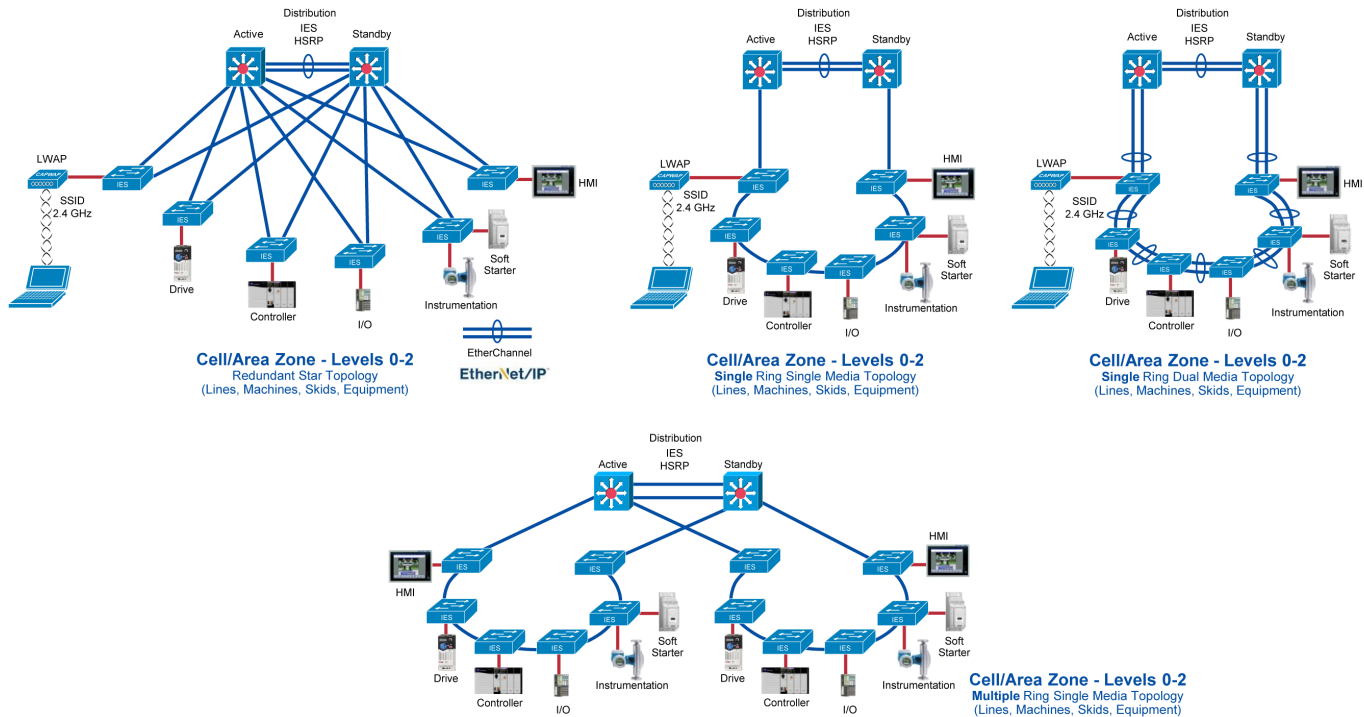 Distribution
IES
HSRP
Active
Standby
LWAP
CAPWAP
SSID
2.4 GHz
IES
IES
IES
IES
IES
IES
HMI
Soft
Starter
Drive
Controller
I/O
Instrumentation
EtherChannel
EtherNet/IP™
Cell/Area Zone - Levels 0-2
Redundant Star Topology
(Lines, Machines, Skids, Equipment)
Distribution
IES
HSRP
Active
Standby
LWAP
CAPWAP
SSID
2.4 GHz
IES
IES
IES
IES
IES
IES
HMI
Soft
Starter
Drive
Controller
I/O
Instrumentation
Cell/Area Zone - Levels 0-2
Single Ring Single Media Topology
(Lines, Machines, Skids, Equipment)
Distribution
IES
HSRP
Active
Standby
LWAP
CAPWAP
SSID
2.4 GHz
IES
IES
IES
IES
IES
IES
HMI
Soft
Starter
Drive
Controller
I/O
Instrumentation
Cell/Area Zone - Levels 0-2
Single Ring Dual Media Topology
(Lines, Machines, Skids, Equipment)
Distribution
IES
HSRP
Active
Standby
HMI
IES
IES
IES
IES
IES
IES
Soft
Starter
Drive
Controller
I/O
Instrumentation
IES
IES
IES
IES
IES
IES
HMI
Soft
Starter
Drive
Controller
I/O
Instrumentation
Cell/Area Zone - Levels 0-2
Multiple Ring Single Media Topology
(Lines, Machines, Skids, Equipment)